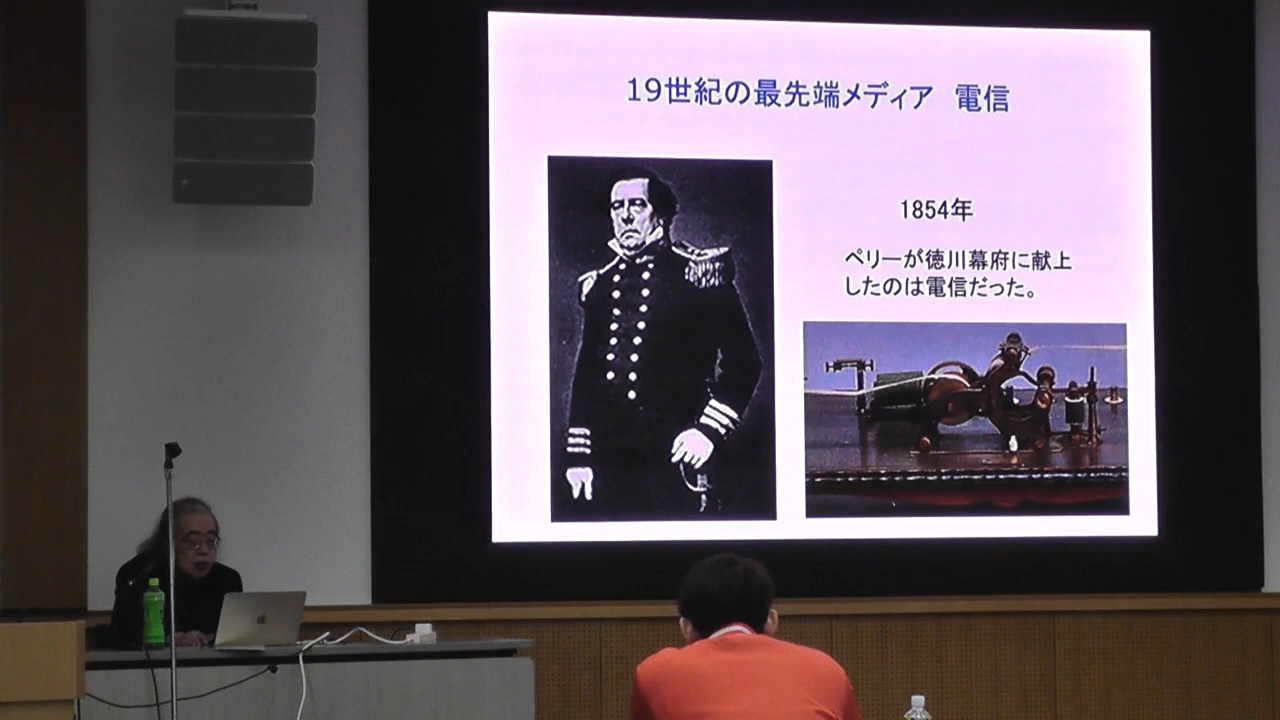 19世紀の最先端メディア　電信
1854年
ペリーが徳川幕府に献上
したのは電信だった。